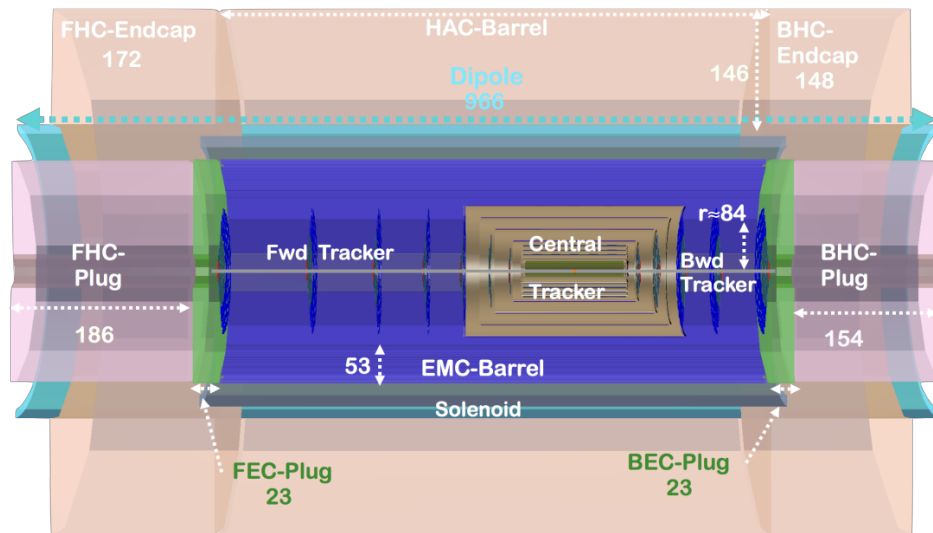 FHC-Endcap
172
HAC-Barrel
BHC-
Endcap
148
146
Dipole
966
r≈84
FHC-
Plug
Fwd Tracker
Central
Tracker
Bwd
Tracker
BHC-
Plug
186
154
53
EMC-Barrel
Solenoid
FEC-Plug
23
BEC-Plug
23